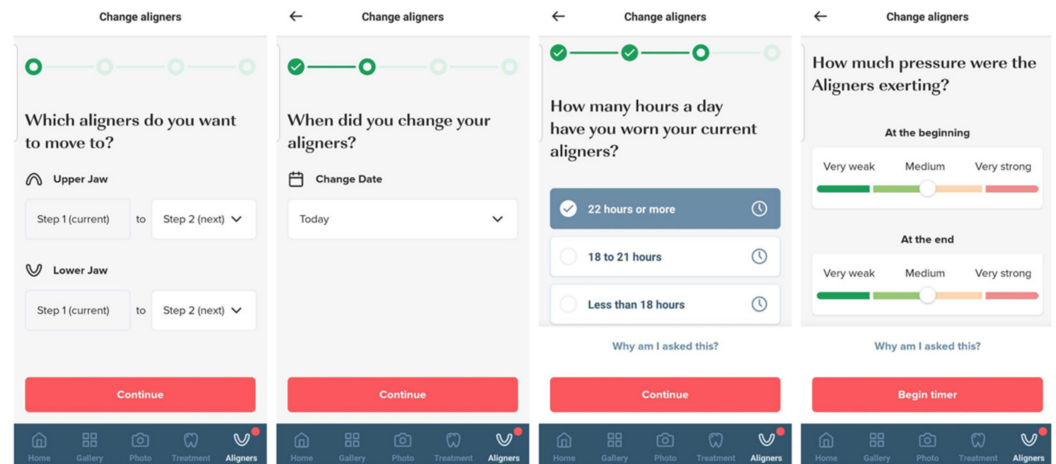 Change aligners
Which aligners do you want
to move to?
Upper Jaw
Step 1 (current) to Step 2 (next)
Lower Jaw
Step 1 (current) to Step 2 (next)
Continue
Home Gallery Photo Treatment Aligners
Change aligners
When did you change your
aligners?
Change Date
Today
Continue
Home Gallery Photo Treatment Aligners
Change aligners
How many hours a day
have you worn your current
aligners?
22 hours or more
18 to 21 hours
Less than 18 hours
Why am I asked this?
Continue
Home Gallery Photo Treatment Aligners
Change aligners
How much pressure were the
Aligners exerting?
At the beginning
Very weak Medium Very strong
At the end
Very weak Medium Very strong
Why am I asked this?
Begin timer
Home Gallery Photo Treatment Aligners